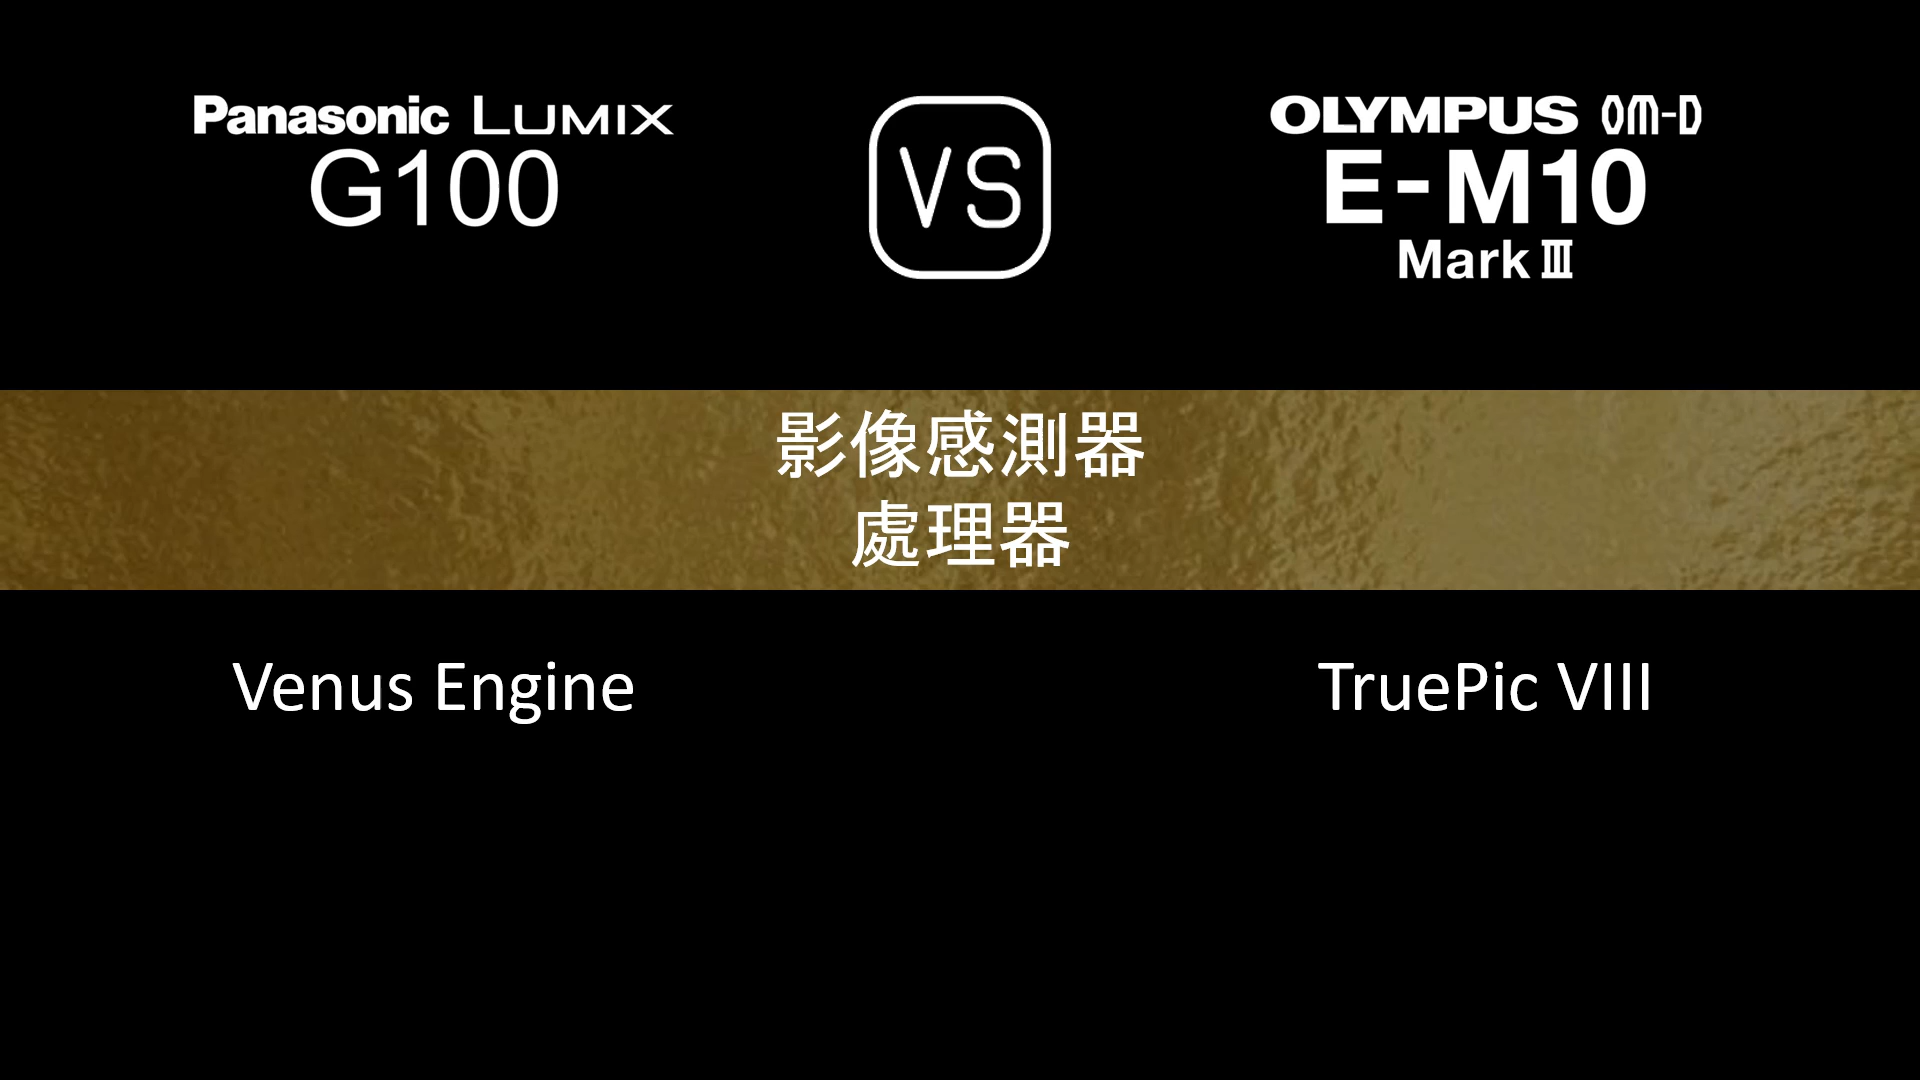 Panasonic LUMIX
G100
VS
OLYMPUS OM-D
E-M10
Mark III
影像感測器
處理器
Venus Engine
TruePic VIII